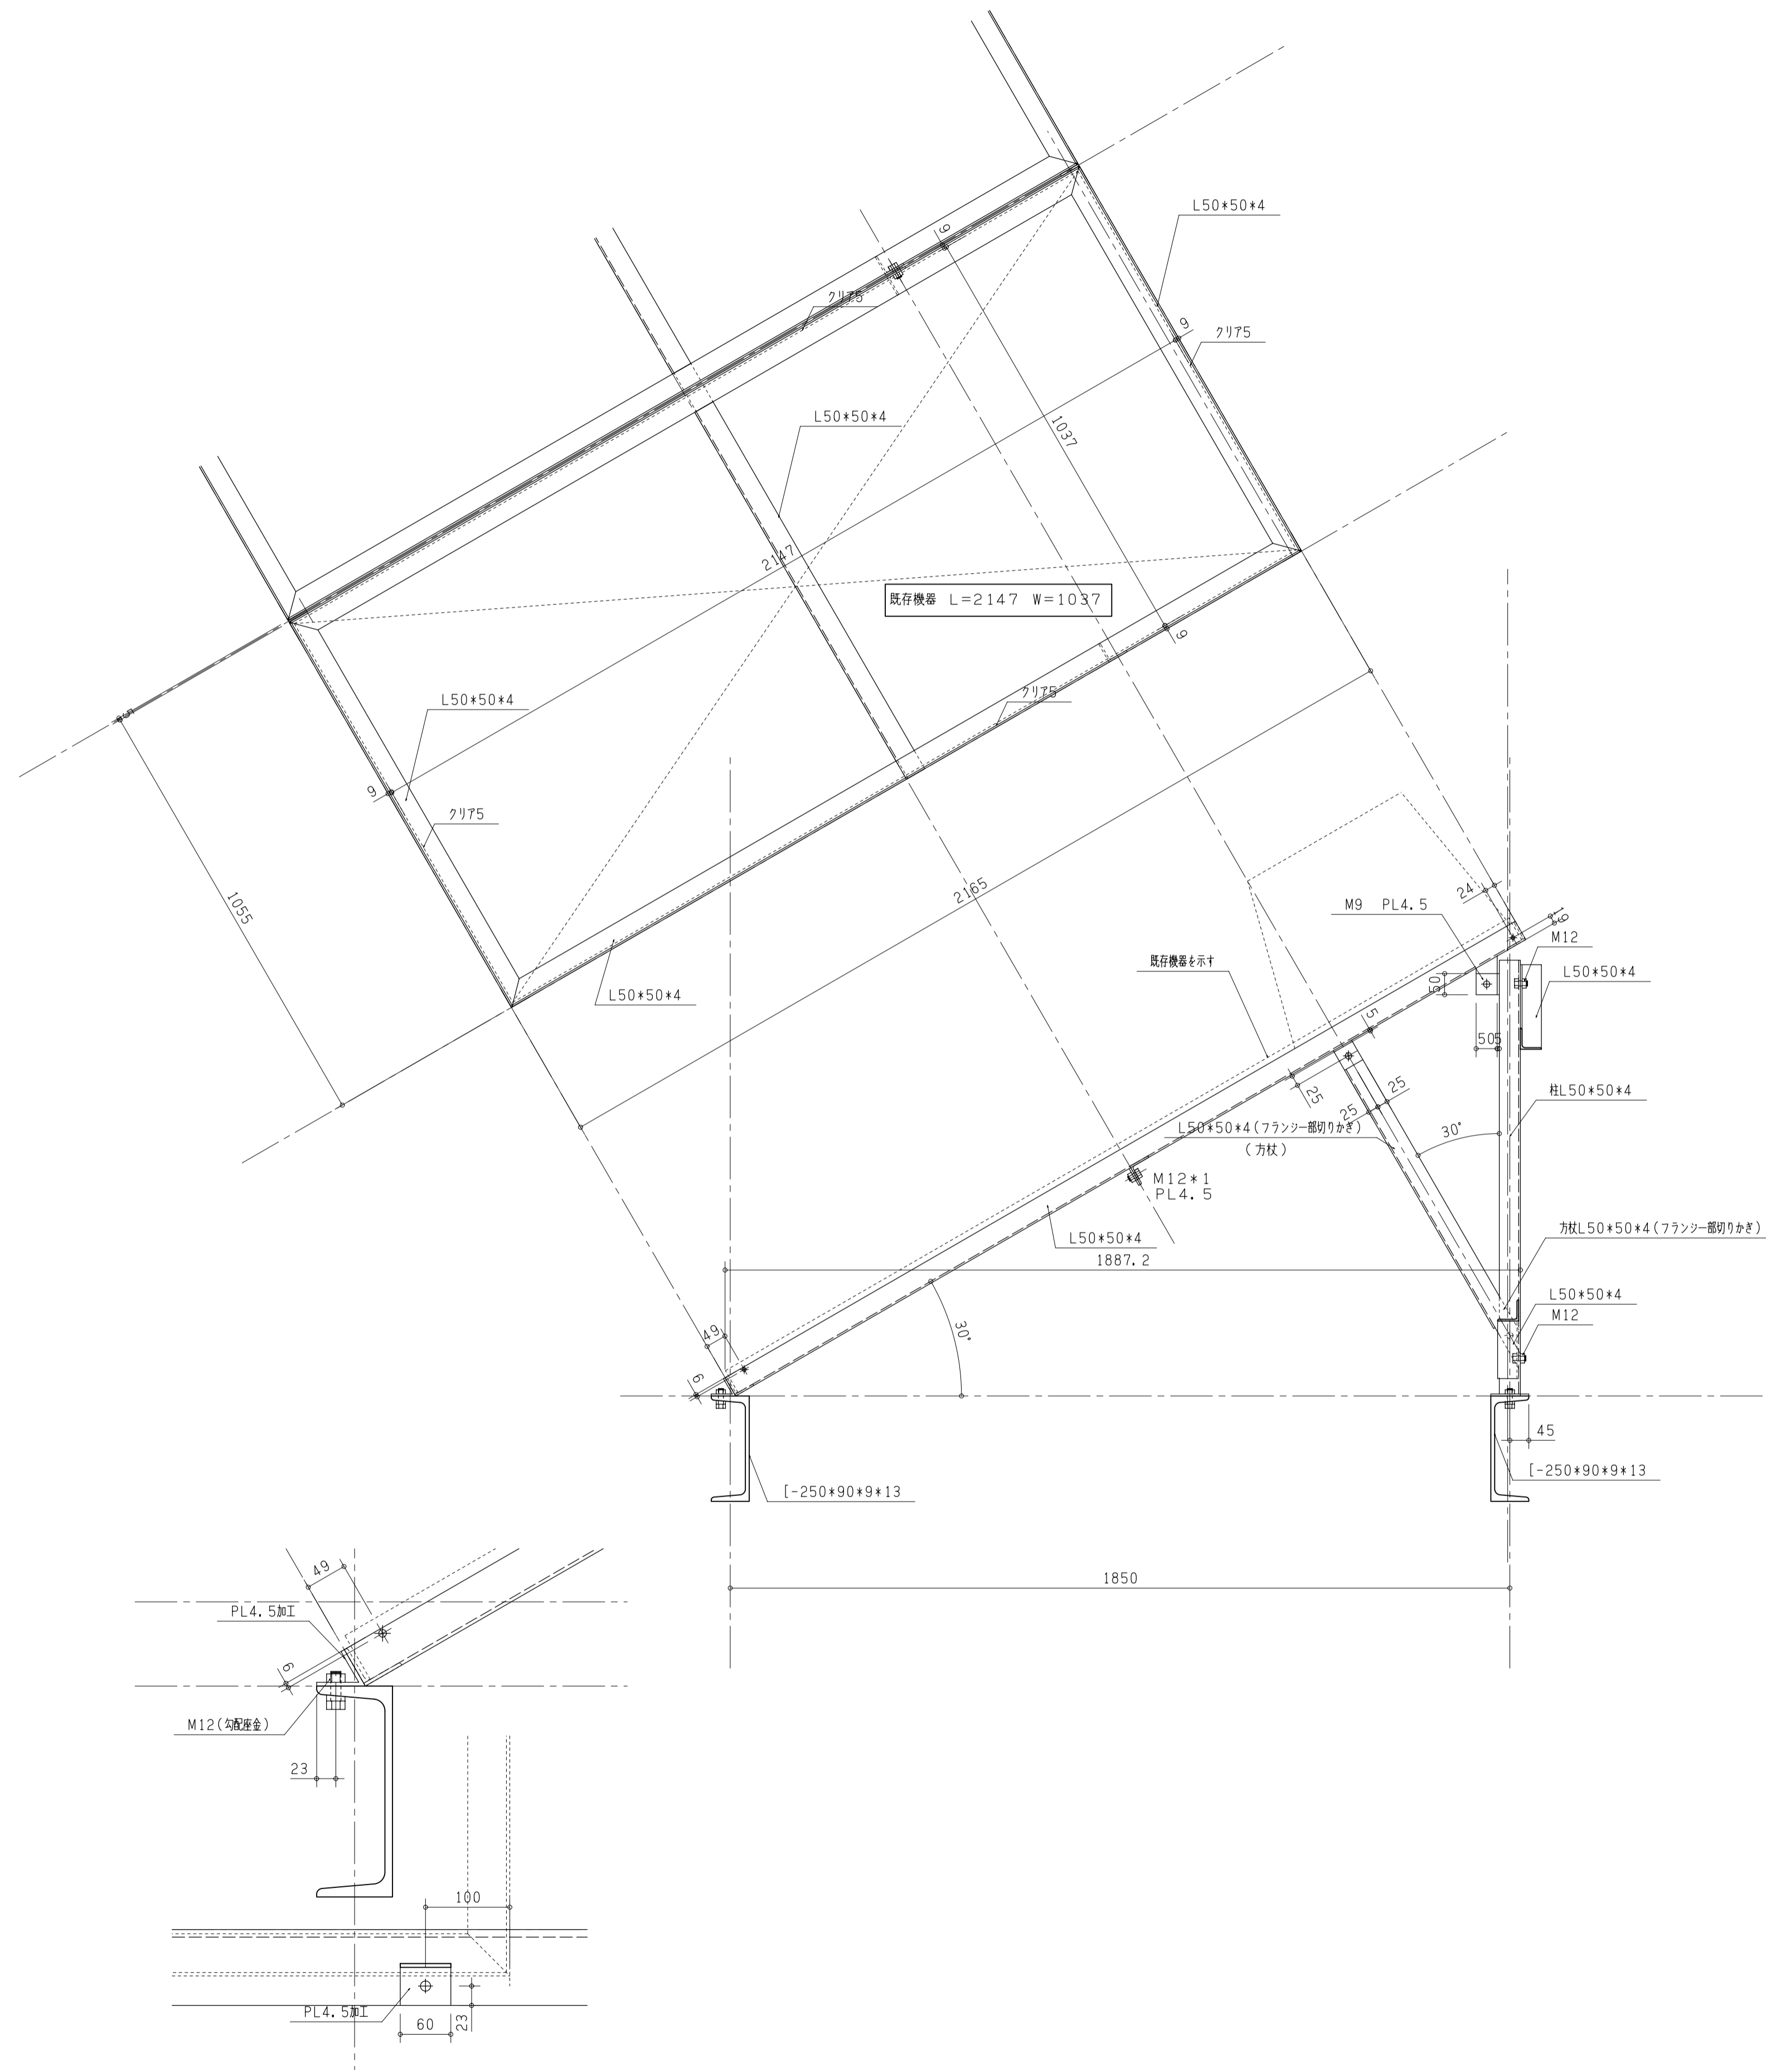 L50*50*4
9
クリア5
クリア5
9
L50*50*4
1037
2147
既存機器 L=2147 W=1037
9
L50*50*4
クリア5
5
9
クリア5
1055
2165
24
M9 PL4.5
19
M12
既存機器を示す
L50*50*4
L50*50*4
50
5
505
25
25
柱L50*50*4
25
L50*50*4(フランジ一部切りかぎ)
30°
(方杖)
M12*1
PL4.5
方杖L50*50*4(フランジ一部切りかぎ)
L50*50*4
1887.2
L50*50*4
M12
49
30°
6
45
[-250*90*9*13
[-250*90*9*13
49
1850
PL4.5加工
6
M12(勾配座金)
23
100
PL4.5加工
60
23